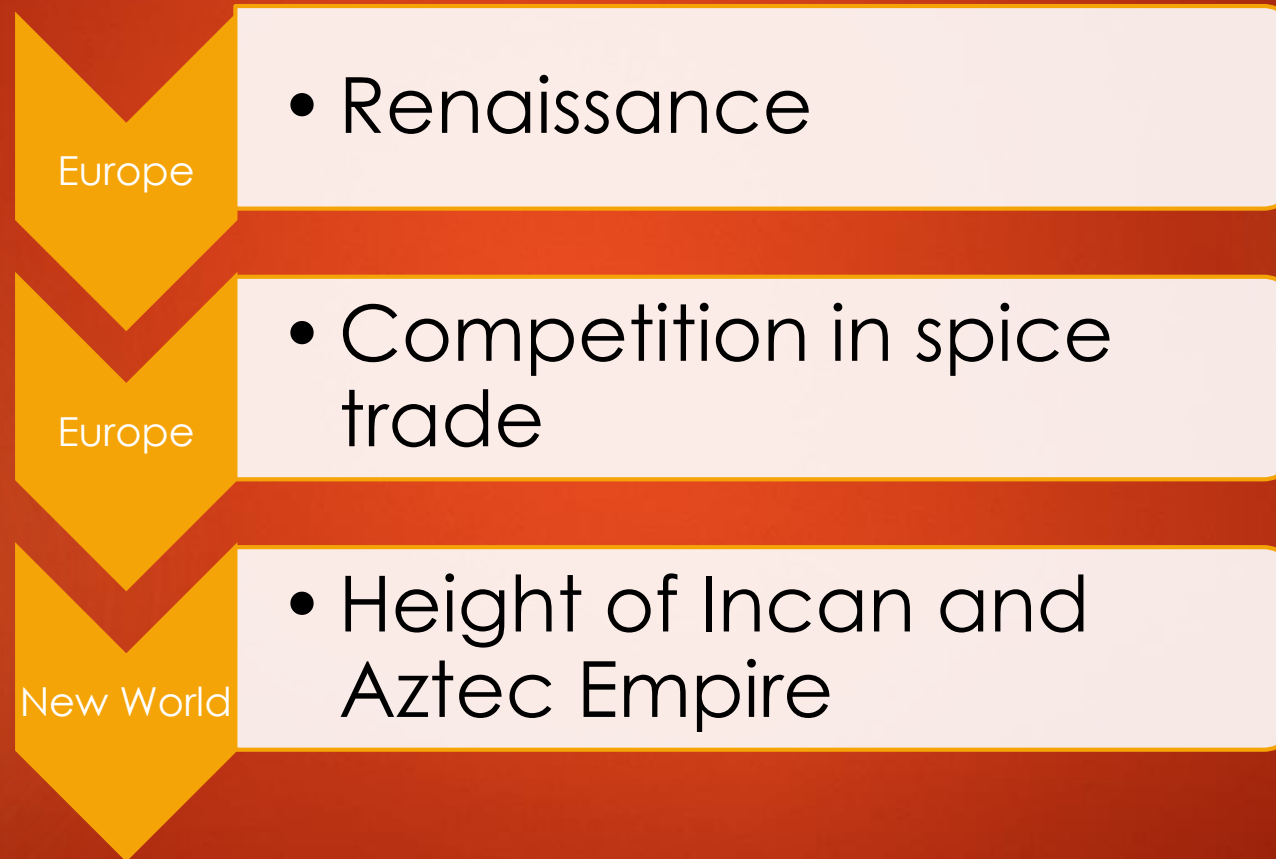 Europe
• Renaissance
Europe
• Competition in spice
trade
New World
• Height of Incan and
Aztec Empire